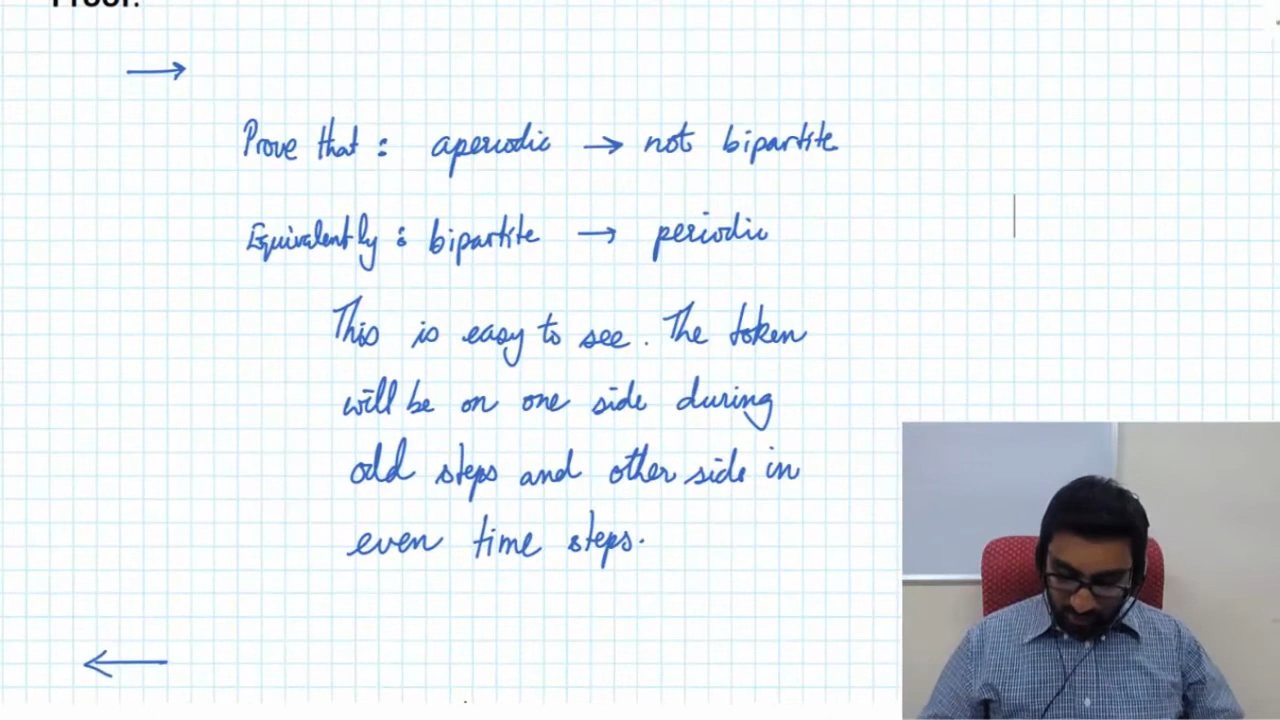 Proof:
→
Prove that : aperiodic → not bipartite
Equivalently : bipartite → periodic
This is easy to see. The token
will be on one side during
odd steps and other side in
even time steps.
←